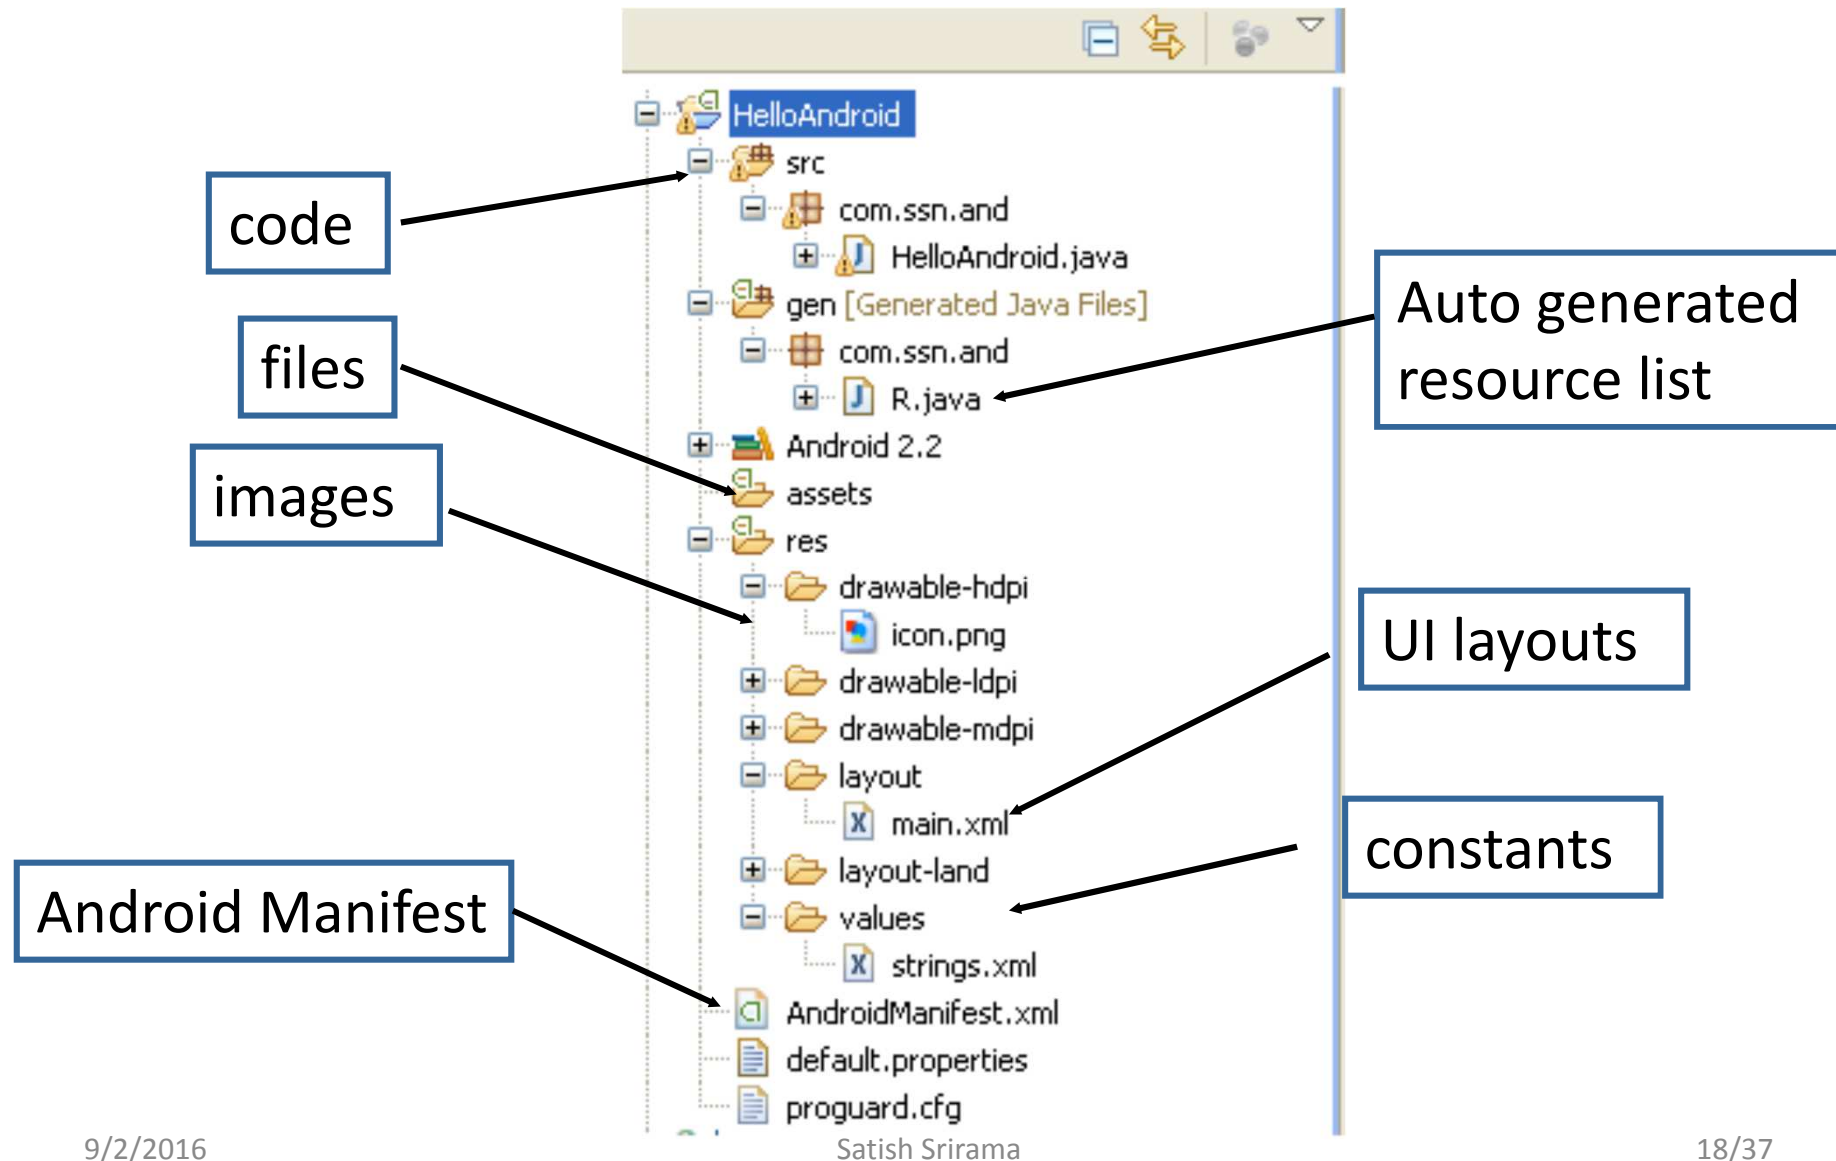 HelloAndroid
src
com.ssn.and
HelloAndroid.java
gen [Generated Java Files]
com.ssn.and
R.java
Android 2.2
assets
res
drawable-hdpi
icon.png
drawable-ldpi
drawable-mdpi
layout
main.xml
layout-land
values
strings.xml
AndroidManifest.xml
default.properties
proguard.cfg
code
files
images
Android Manifest
Auto generated
resource list
UI layouts
constants
9/2/2016
Satish Srirama
18/37